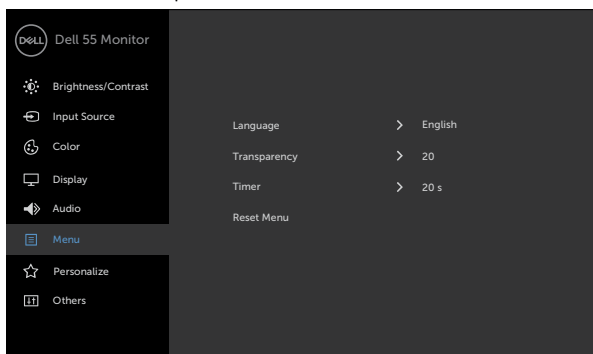 DELL
Dell 55 Monitor
Brightness/Contrast
Input Source
Color
Display
Audio
Menu
Personalize
Others
Language > English
Transparency > 20
Timer > 20 s
Reset Menu